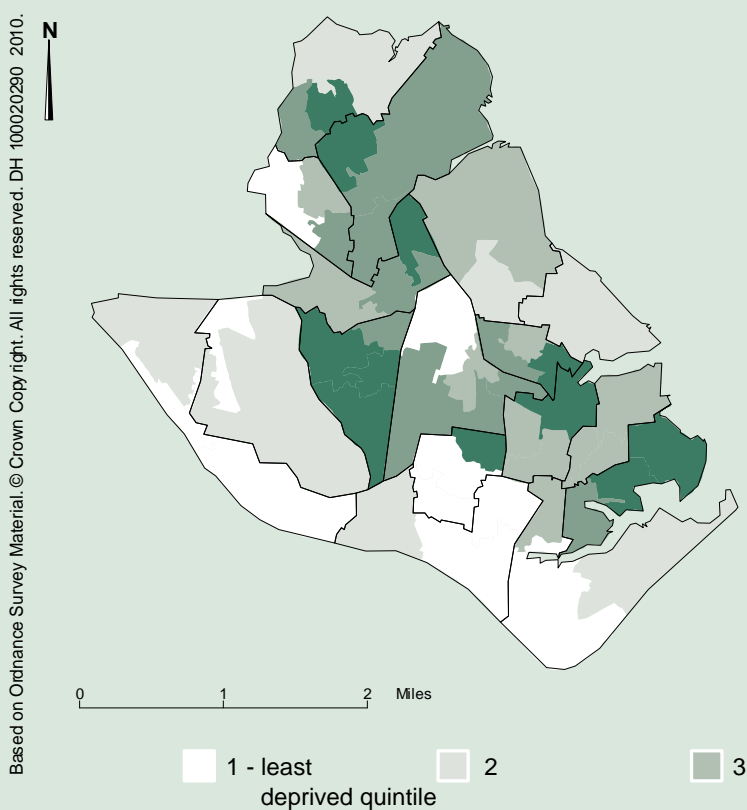 Based on Ordnance Survey Material. © Crown Copyright. All rights reserved. DH 100020290 2010.
N
0 1 2 Miles
1 - least
deprived quintile
2
3